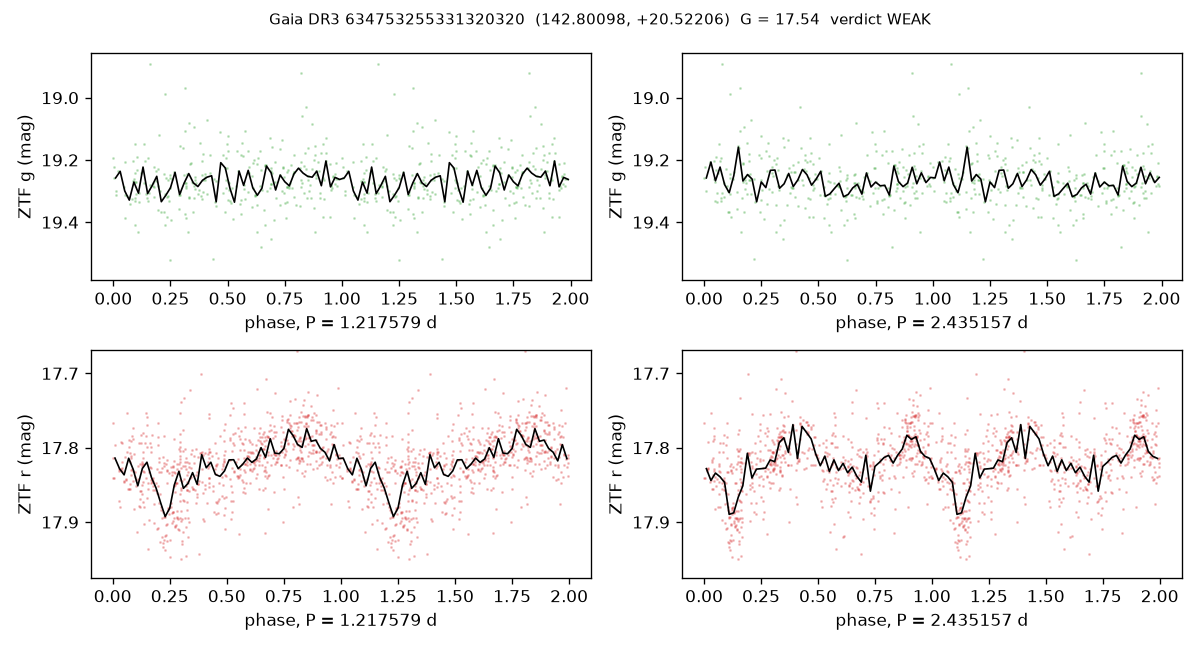 Gaia DR3 634753255331320320  (142.80098, +20.52206)  G = 17.54  verdict WEAK
ZTF g (mag)
19.0
19.2
19.4
0.00 0.25 0.50 0.75 1.00 1.25 1.50 1.75 2.00
phase, P = 1.217579 d
ZTF g (mag)
19.0
19.2
19.4
0.00 0.25 0.50 0.75 1.00 1.25 1.50 1.75 2.00
phase, P = 2.435157 d
ZTF r (mag)
17.7
17.8
17.9
0.00 0.25 0.50 0.75 1.00 1.25 1.50 1.75 2.00
phase, P = 1.217579 d
ZTF r (mag)
17.7
17.8
17.9
0.00 0.25 0.50 0.75 1.00 1.25 1.50 1.75 2.00
phase, P = 2.435157 d